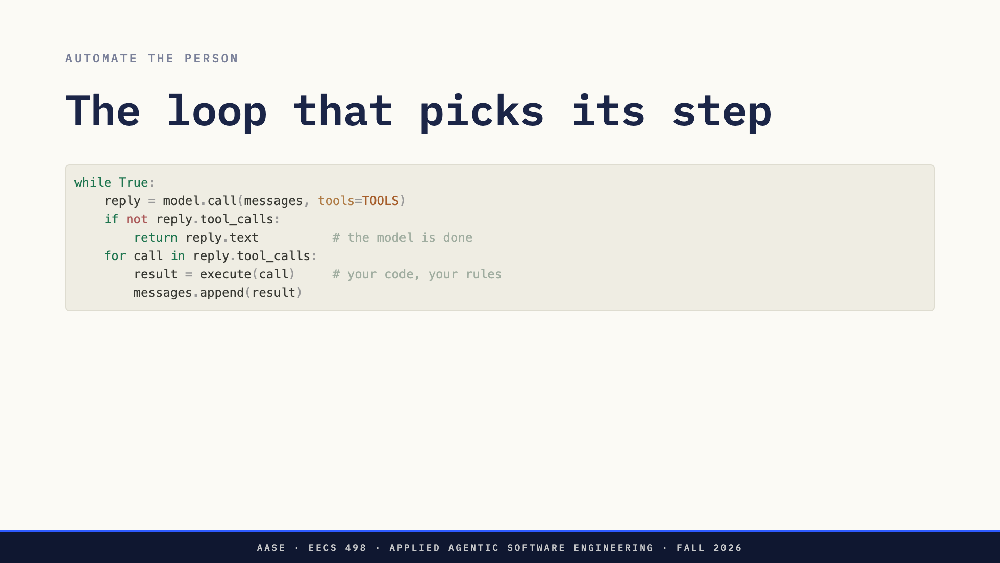 AUTOMATE THE PERSON
The loop that picks its step
while True:
    reply = model.call(messages, tools=TOOLS)
    if not reply.tool_calls:
        return reply.text          # the model is done
    for call in reply.tool_calls:
        result = execute(call)     # your code, your rules
        messages.append(result)
AASE · EECS 498 · APPLIED AGENTIC SOFTWARE ENGINEERING · FALL 2026